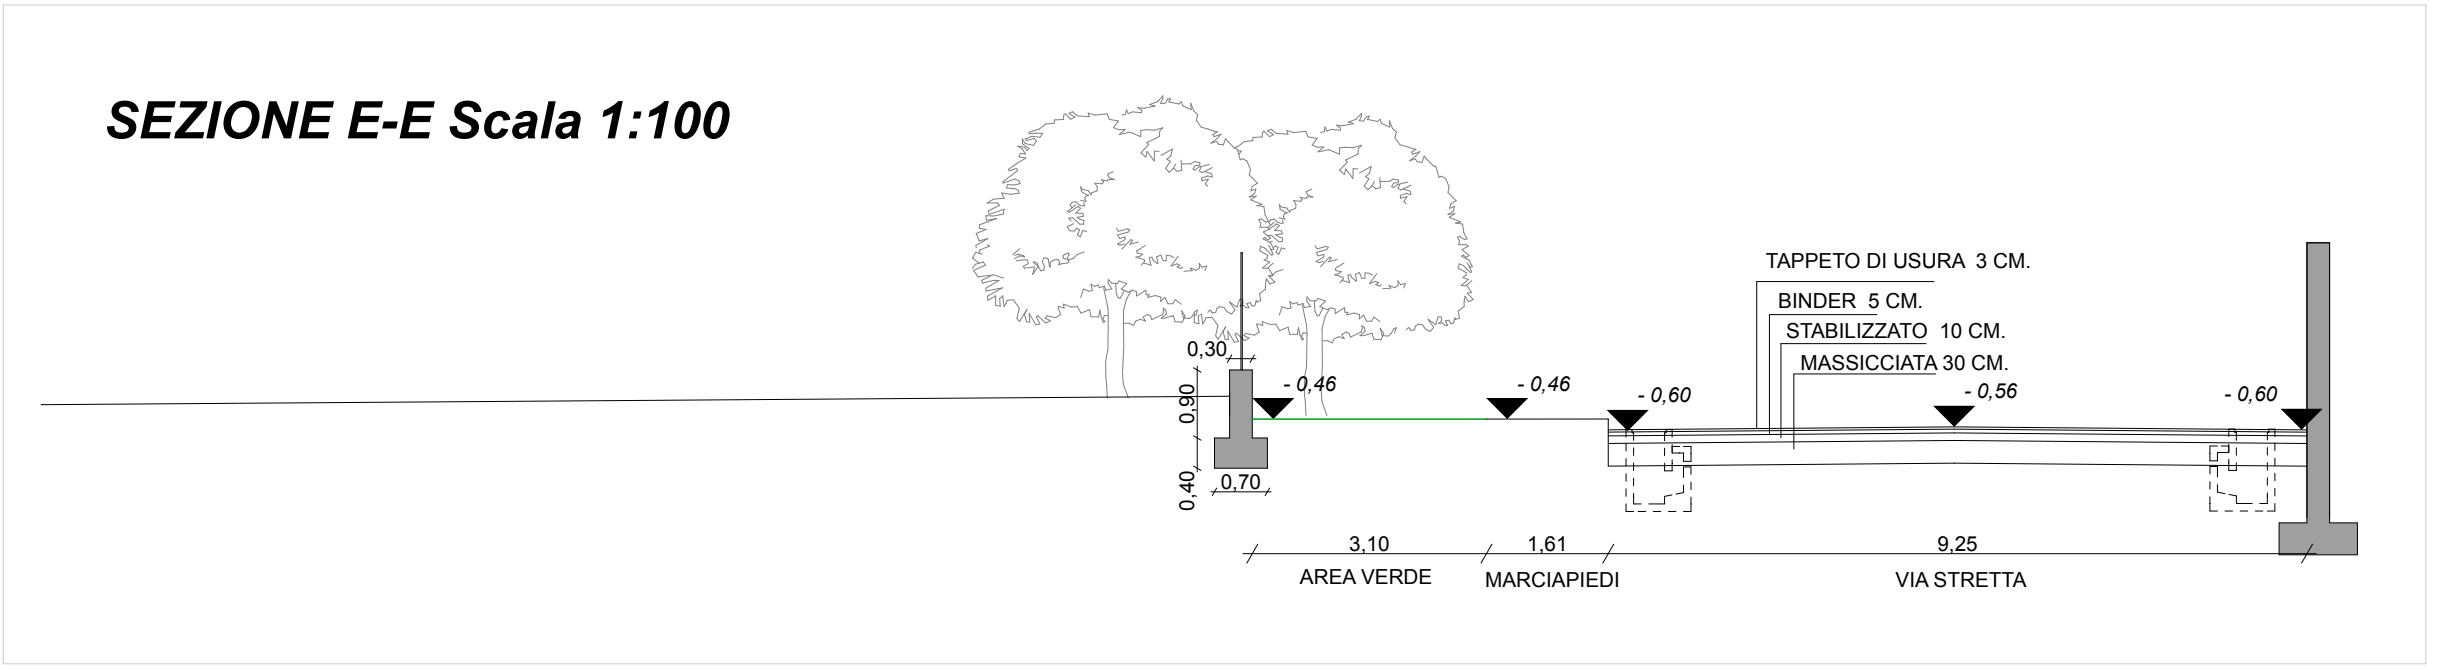 SEZIONE E-E Scala 1:100
TAPPETO DI USURA 3 CM.
BINDER 5 CM.
STABILIZZATO 10 CM.
MASSICCIATA 30 CM.
0,30
0,90
0,40
0,70
- 0,46
- 0,46
- 0,60
- 0,56
- 0,60
3,10
1,61
9,25
AREA VERDE
MARCIAPIEDI
VIA STRETTA